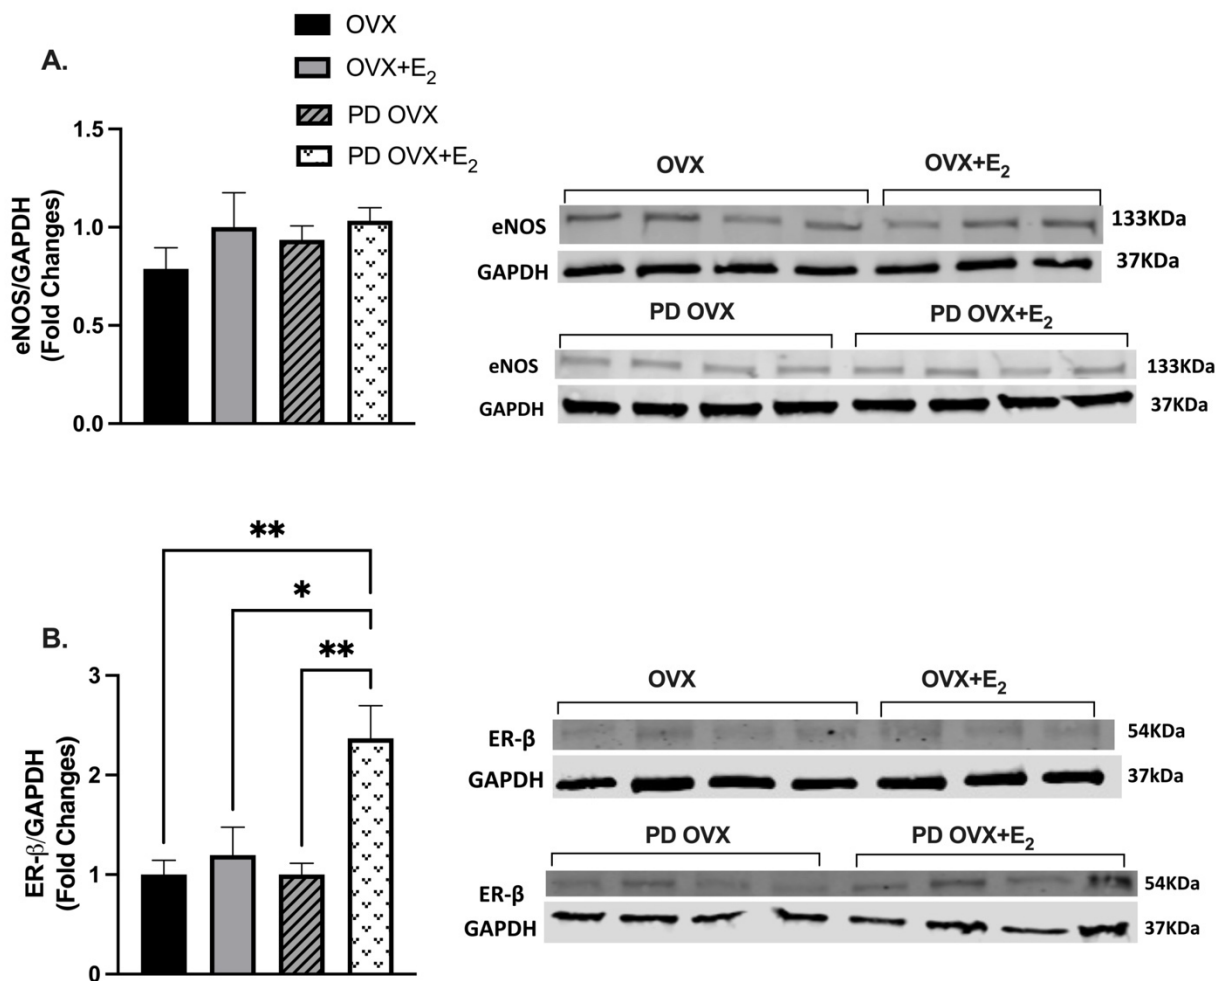 OVX
OVX+E₂
PD OVX
PD OVX+E₂
A.
eNOS/GAPDH
(Fold Changes)
1.5
1.0
0.5
0.0
OVX OVX+E₂
eNOS 133KDa
GAPDH 37KDa
PD OVX PD OVX+E₂
eNOS 133KDa
GAPDH 37KDa
B.
**
*
**
ER-β/GAPDH
(Fold Changes)
3
2
1
0
OVX OVX+E₂
ER-β 54KDa
GAPDH 37kDa
PD OVX PD OVX+E₂
ER-β 54KDa
GAPDH 37KDa